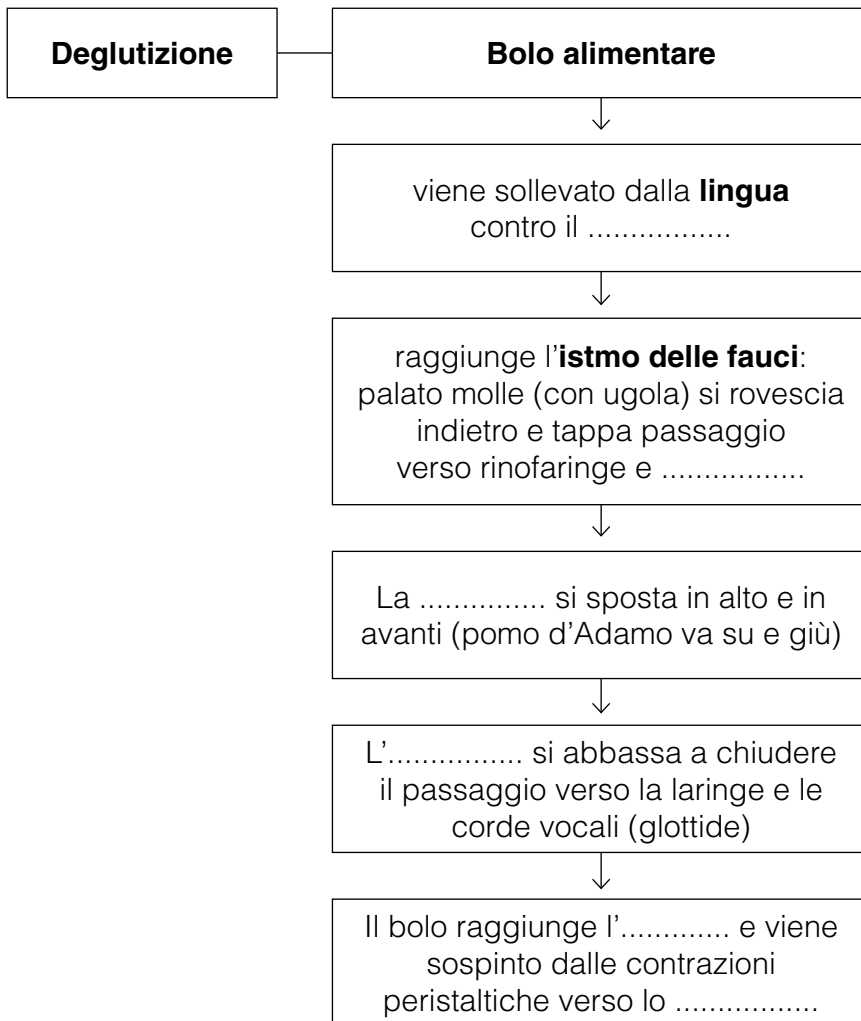 Deglutizione
Bolo alimentare
viene sollevato dalla lingua
contro il .................
raggiunge l'istmo delle fauci:
palato molle (con ugola) si rovescia
indietro e tappa passaggio
verso rinofaringe e .................
La ............... si sposta in alto e in
avanti (pomo d'Adamo va su e giù)
L'................ si abbassa a chiudere
il passaggio verso la laringe e le
corde vocali (glottide)
Il bolo raggiunge l'............. e viene
sospinto dalle contrazioni
peristaltiche verso lo .................